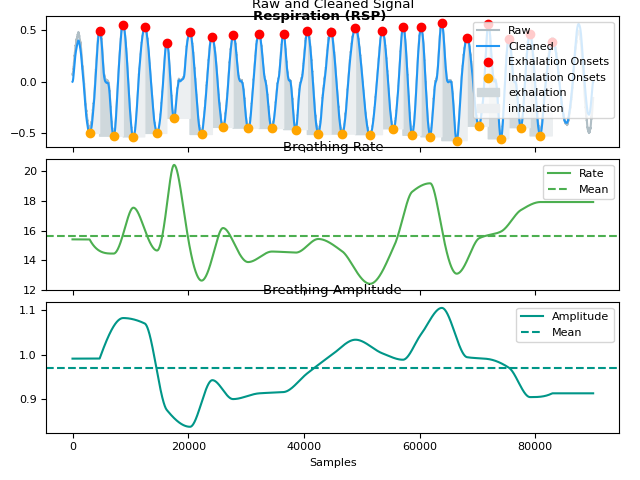 Raw and Cleaned Signal
Respiration (RSP)
0.5
0.0
−0.5
Raw
Cleaned
Exhalation Onsets
Inhalation Onsets
exhalation
inhalation
Breathing Rate
20
18
16
14
12
Rate
Mean
Breathing Amplitude
1.1
1.0
0.9
Amplitude
Mean
0 20000 40000 60000 80000
Samples